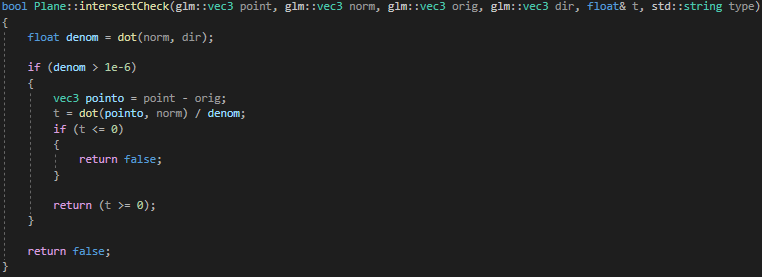 bool Plane::intersectCheck(glm::vec3 point, glm::vec3 norm, glm::vec3 orig, glm::vec3 dir, float& t, std::string type)
{
    float denom = dot(norm, dir);
    if (denom > 1e-6)
    {
        vec3 pointo = point - orig;
        t = dot(pointo, norm) / denom;
        if (t <= 0)
        {
            return false;
        }
        return (t >= 0);
    }
    return false;
}